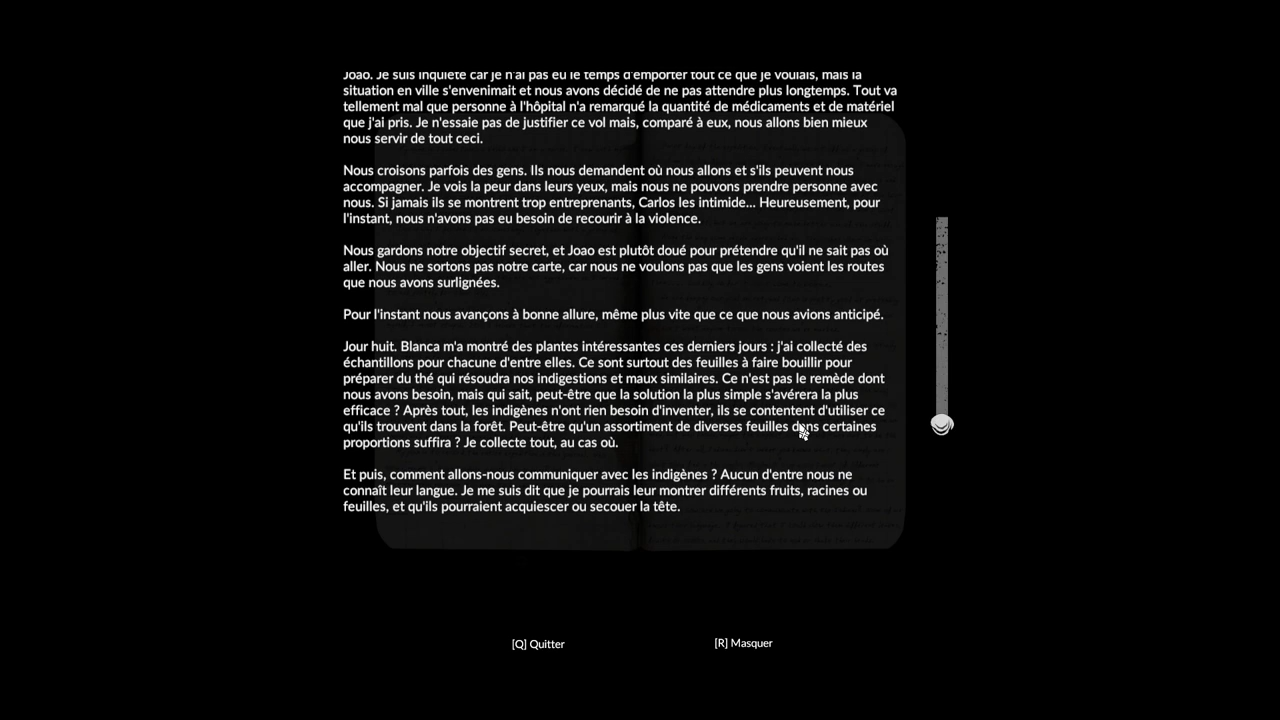 Joao. Je suis inquiète car je n'ai pas eu le temps d'emporter tout ce que je voulais, mais la
situation en ville s'envenimait et nous avons décidé de ne pas attendre plus longtemps. Tout va
tellement mal que personne à l'hôpital n'a remarqué la quantité de médicaments et de matériel
que j'ai pris. Je n'essaie pas de justifier ce vol mais, comparé à eux, nous allons bien mieux
nous servir de tout ceci.
Nous croisons parfois des gens. Ils nous demandent où nous allons et s'ils peuvent nous
accompagner. Je vois la peur dans leurs yeux, mais nous ne pouvons prendre personne avec
nous. Si jamais ils se montrent trop entreprenants, Carlos les intimide... Heureusement, pour
l'instant, nous n'avons pas eu besoin de recourir à la violence.
Nous gardons notre objectif secret, et Joao est plutôt doué pour prétendre qu'il ne sait pas où
aller. Nous ne sortons pas notre carte, car nous ne voulons pas que les gens voient les routes
que nous avons surlignées.
Pour l'instant nous avançons à bonne allure, même plus vite que ce que nous avions anticipé.
Jour huit. Blanca m'a montré des plantes intéressantes ces derniers jours : j'ai collecté des
échantillons pour chacune d'entre elles. Ce sont surtout des feuilles à faire bouillir pour
préparer du thé qui résoudra nos indigestions et maux similaires. Ce n'est pas le remède dont
nous avons besoin, mais qui sait, peut-être que la solution la plus simple s'avérera la plus
efficace ? Après tout, les indigènes n'ont rien besoin d'inventer, ils se contentent d'utiliser ce
qu'ils trouvent dans la forêt. Peut-être qu'un assortiment de diverses feuilles dans certaines
proportions suffira ? Je collecte tout, au cas où.
Et puis, comment allons-nous communiquer avec les indigènes ? Aucun d'entre nous ne
connaît leur langue. Je me suis dit que je pourrais leur montrer différents fruits, racines ou
feuilles, et qu'ils pourraient acquiescer ou secouer la tête.
[Q] Quitter
[R] Masquer